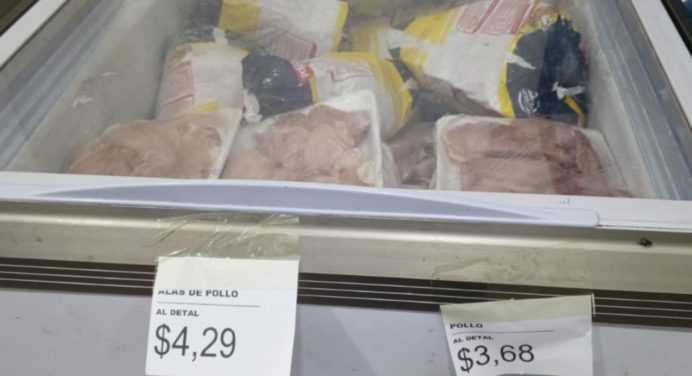 ALAS DE POLLO
AL DETAL
$4,29
POLLO
AL DETAL
$3,68